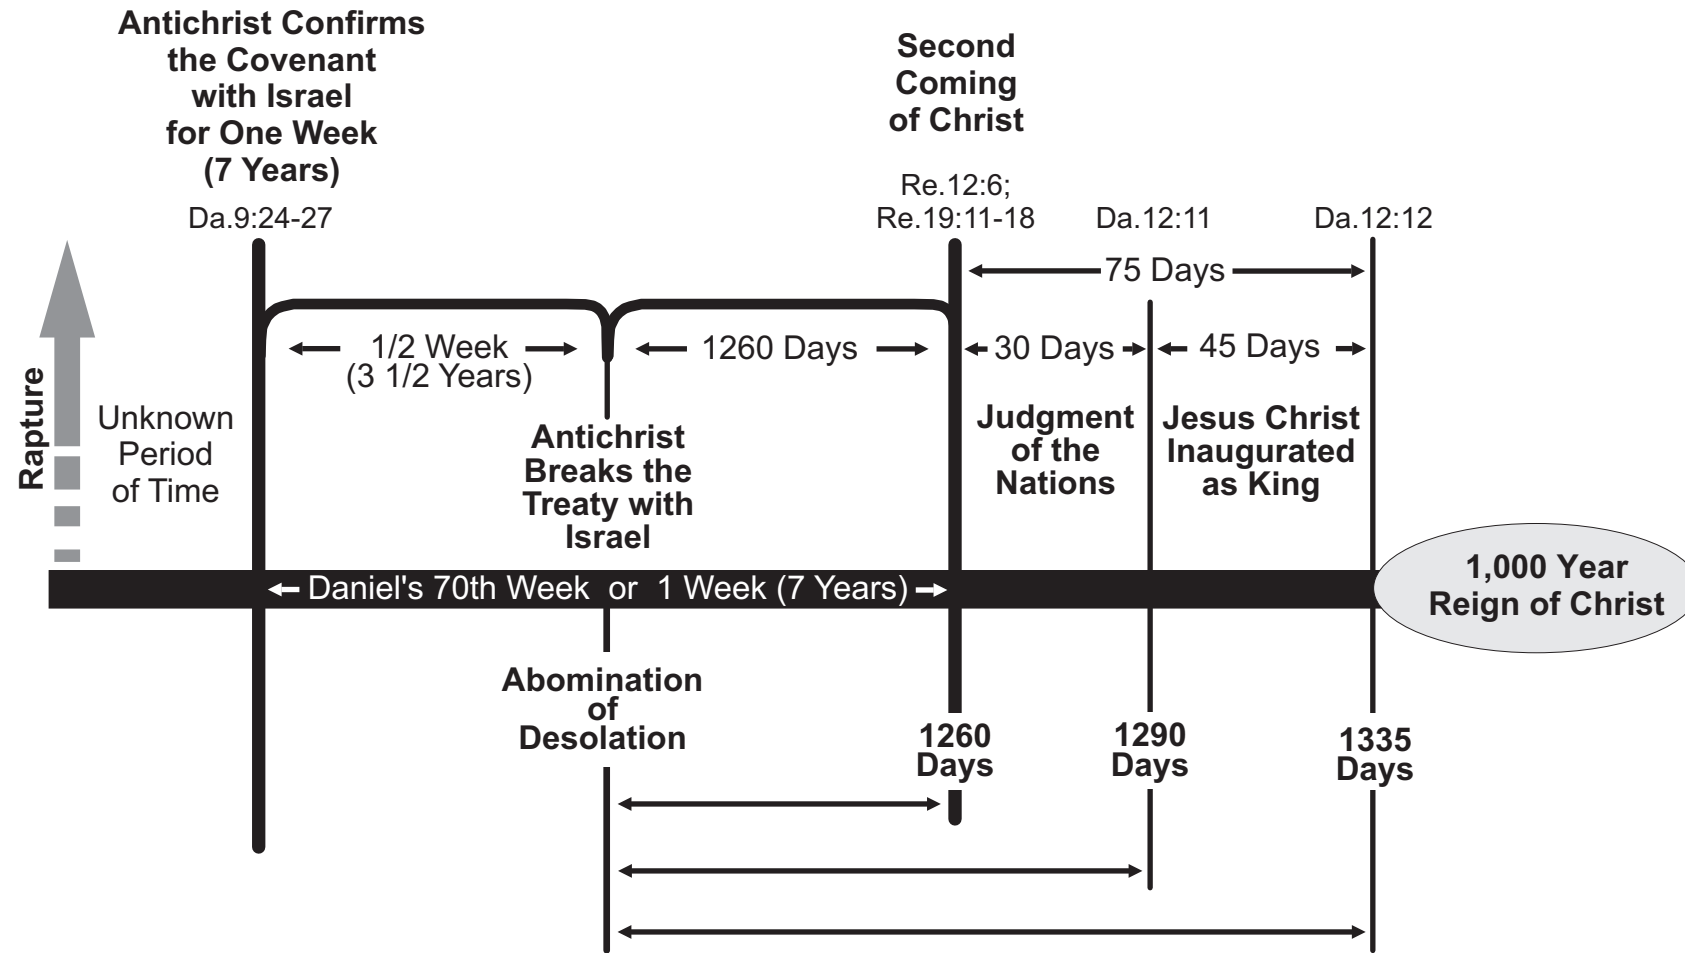 Antichrist Confirms
the Covenant
with Israel
for One Week
(7 Years)
Da.9:24-27
Second
Coming
of Christ
Re.12:6;
Re.19:11-18
Da.12:11
Da.12:12
75 Days
1/2 Week
(3 1/2 Years)
1260 Days
30 Days
45 Days
Rapture
Unknown
Period
of Time
Antichrist
Breaks the
Treaty with
Israel
Judgment
of the
Nations
Jesus Christ
Inaugurated
as King
Daniel's 70th Week or 1 Week (7 Years)
1,000 Year
Reign of Christ
Abomination
of
Desolation
1260
Days
1290
Days
1335
Days